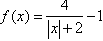 f(x) = 4/(|x|+2) − 1